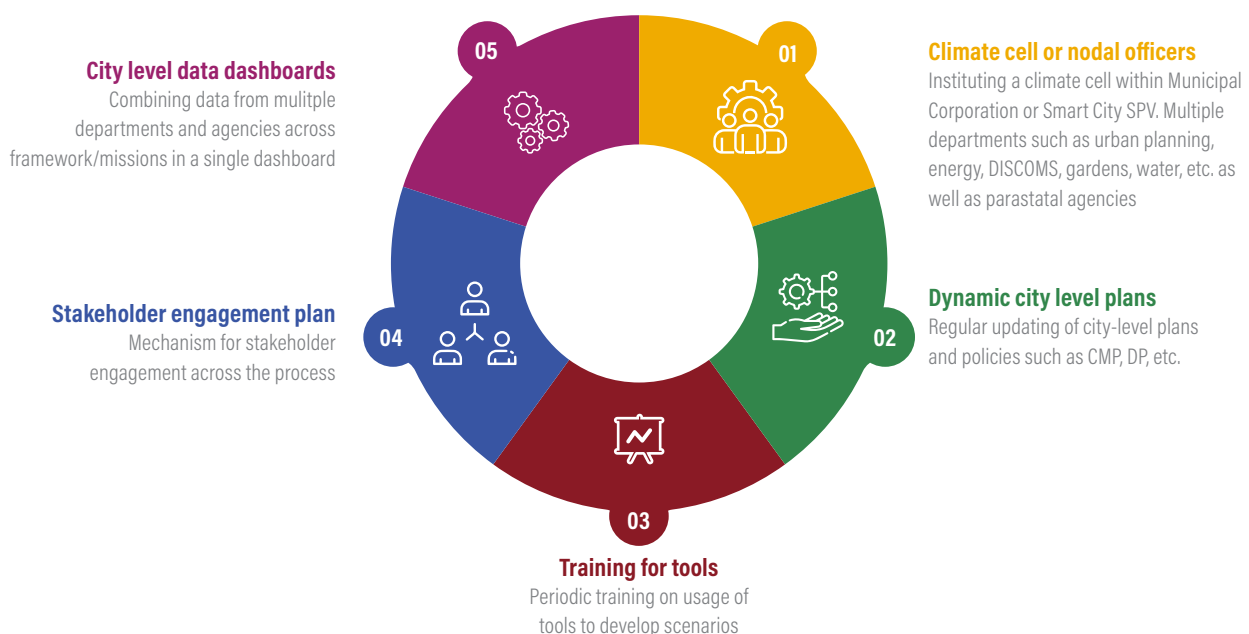 01
Climate cell or nodal officers
Instituting a climate cell within Municipal
Corporation or Smart City SPV. Multiple
departments such as urban planning,
energy, DISCOMS, gardens, water, etc. as
well as parastatal agencies
02
Dynamic city level plans
Regular updating of city-level plans
and policies such as CMP, DP, etc.
03
Training for tools
Periodic training on usage of
tools to develop scenarios
04
Stakeholder engagement plan
Mechanism for stakeholder
engagement across the process
05
City level data dashboards
Combining data from mulitple
departments and agencies across
framework/missions in a single dashboard